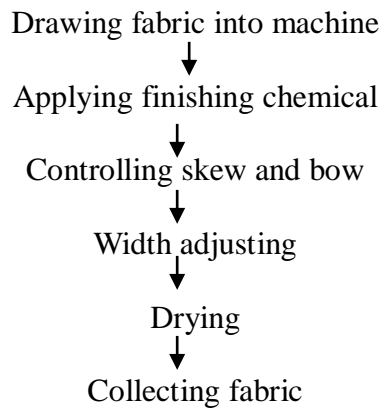 Drawing fabric into machine
Applying finishing chemical
Controlling skew and bow
Width adjusting
Drying
Collecting fabric